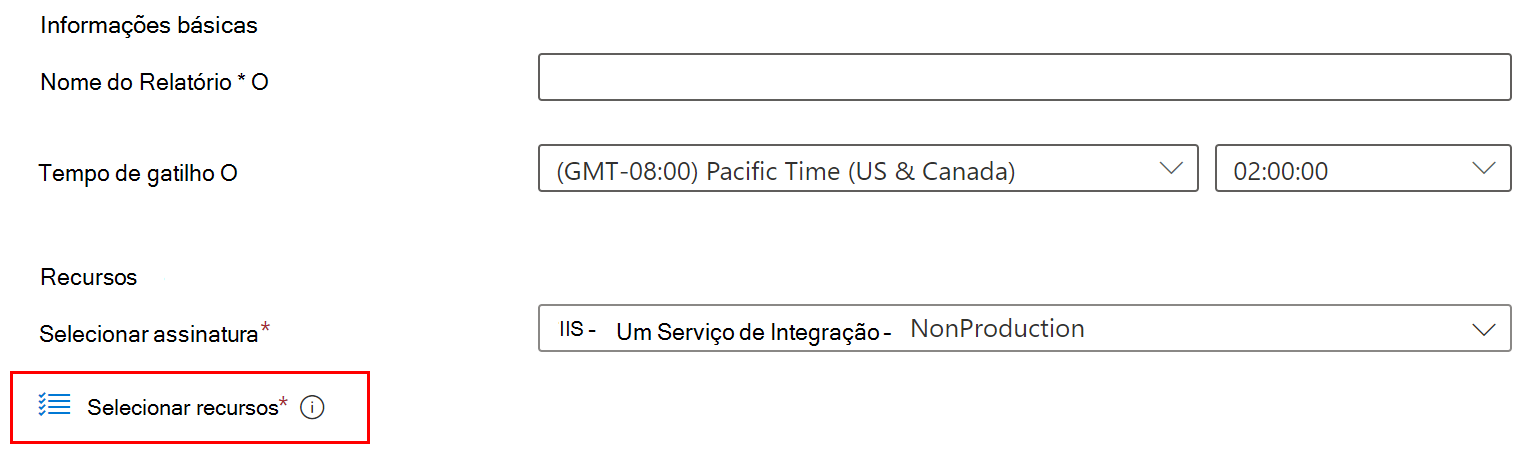 Informações básicas
Nome do Relatório * O
Tempo de gatilho O (GMT-08:00) Pacific Time (US & Canada) 02:00:00
Recursos
Selecionar assinatura* IIS - Um Serviço de Integração - NonProduction
Selecionar recursos*